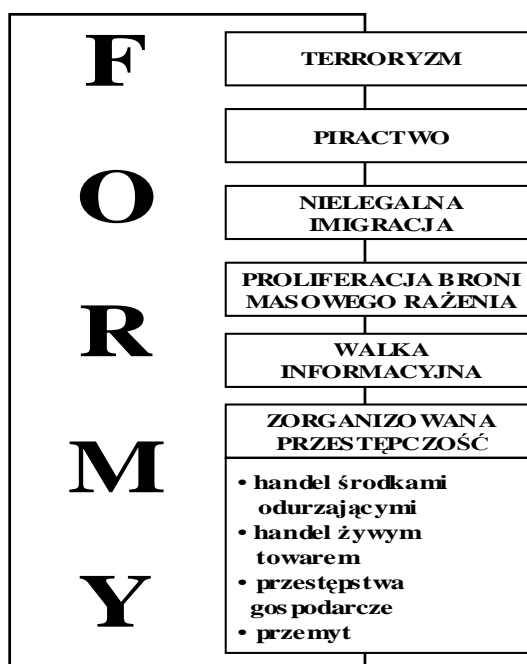 FORMY
TERRORYZM
PIRACTWO
NIELEGALNA
IMIGRACJA
PROLIFERACJA BRONI
MASOWEGO RAŻENIA
WALKA
INFORMACYJNA
ZORGANIZOWANA
PRZESTĘPCZOŚĆ
• handel środkami
odurzającymi
• handel żywym
towarem
• przestępstwa
gospodarcze
• przemyt